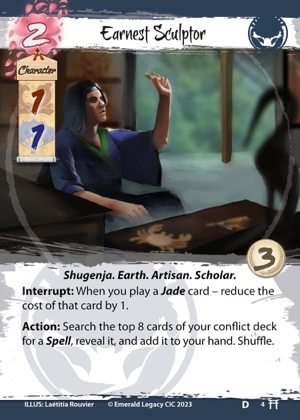 2
Earnest Sculptor
Character
1
1
3
Shugenja. Earth. Artisan. Scholar.
Interrupt: When you play a Jade card – reduce
the cost of that card by 1.
Action: Search the top 8 cards of your conflict deck
for a Spell, reveal it, and add it to your hand. Shuffle.
ILLUS: Laëtitia Rouvier © Emerald Legacy CIC 2023 D 4